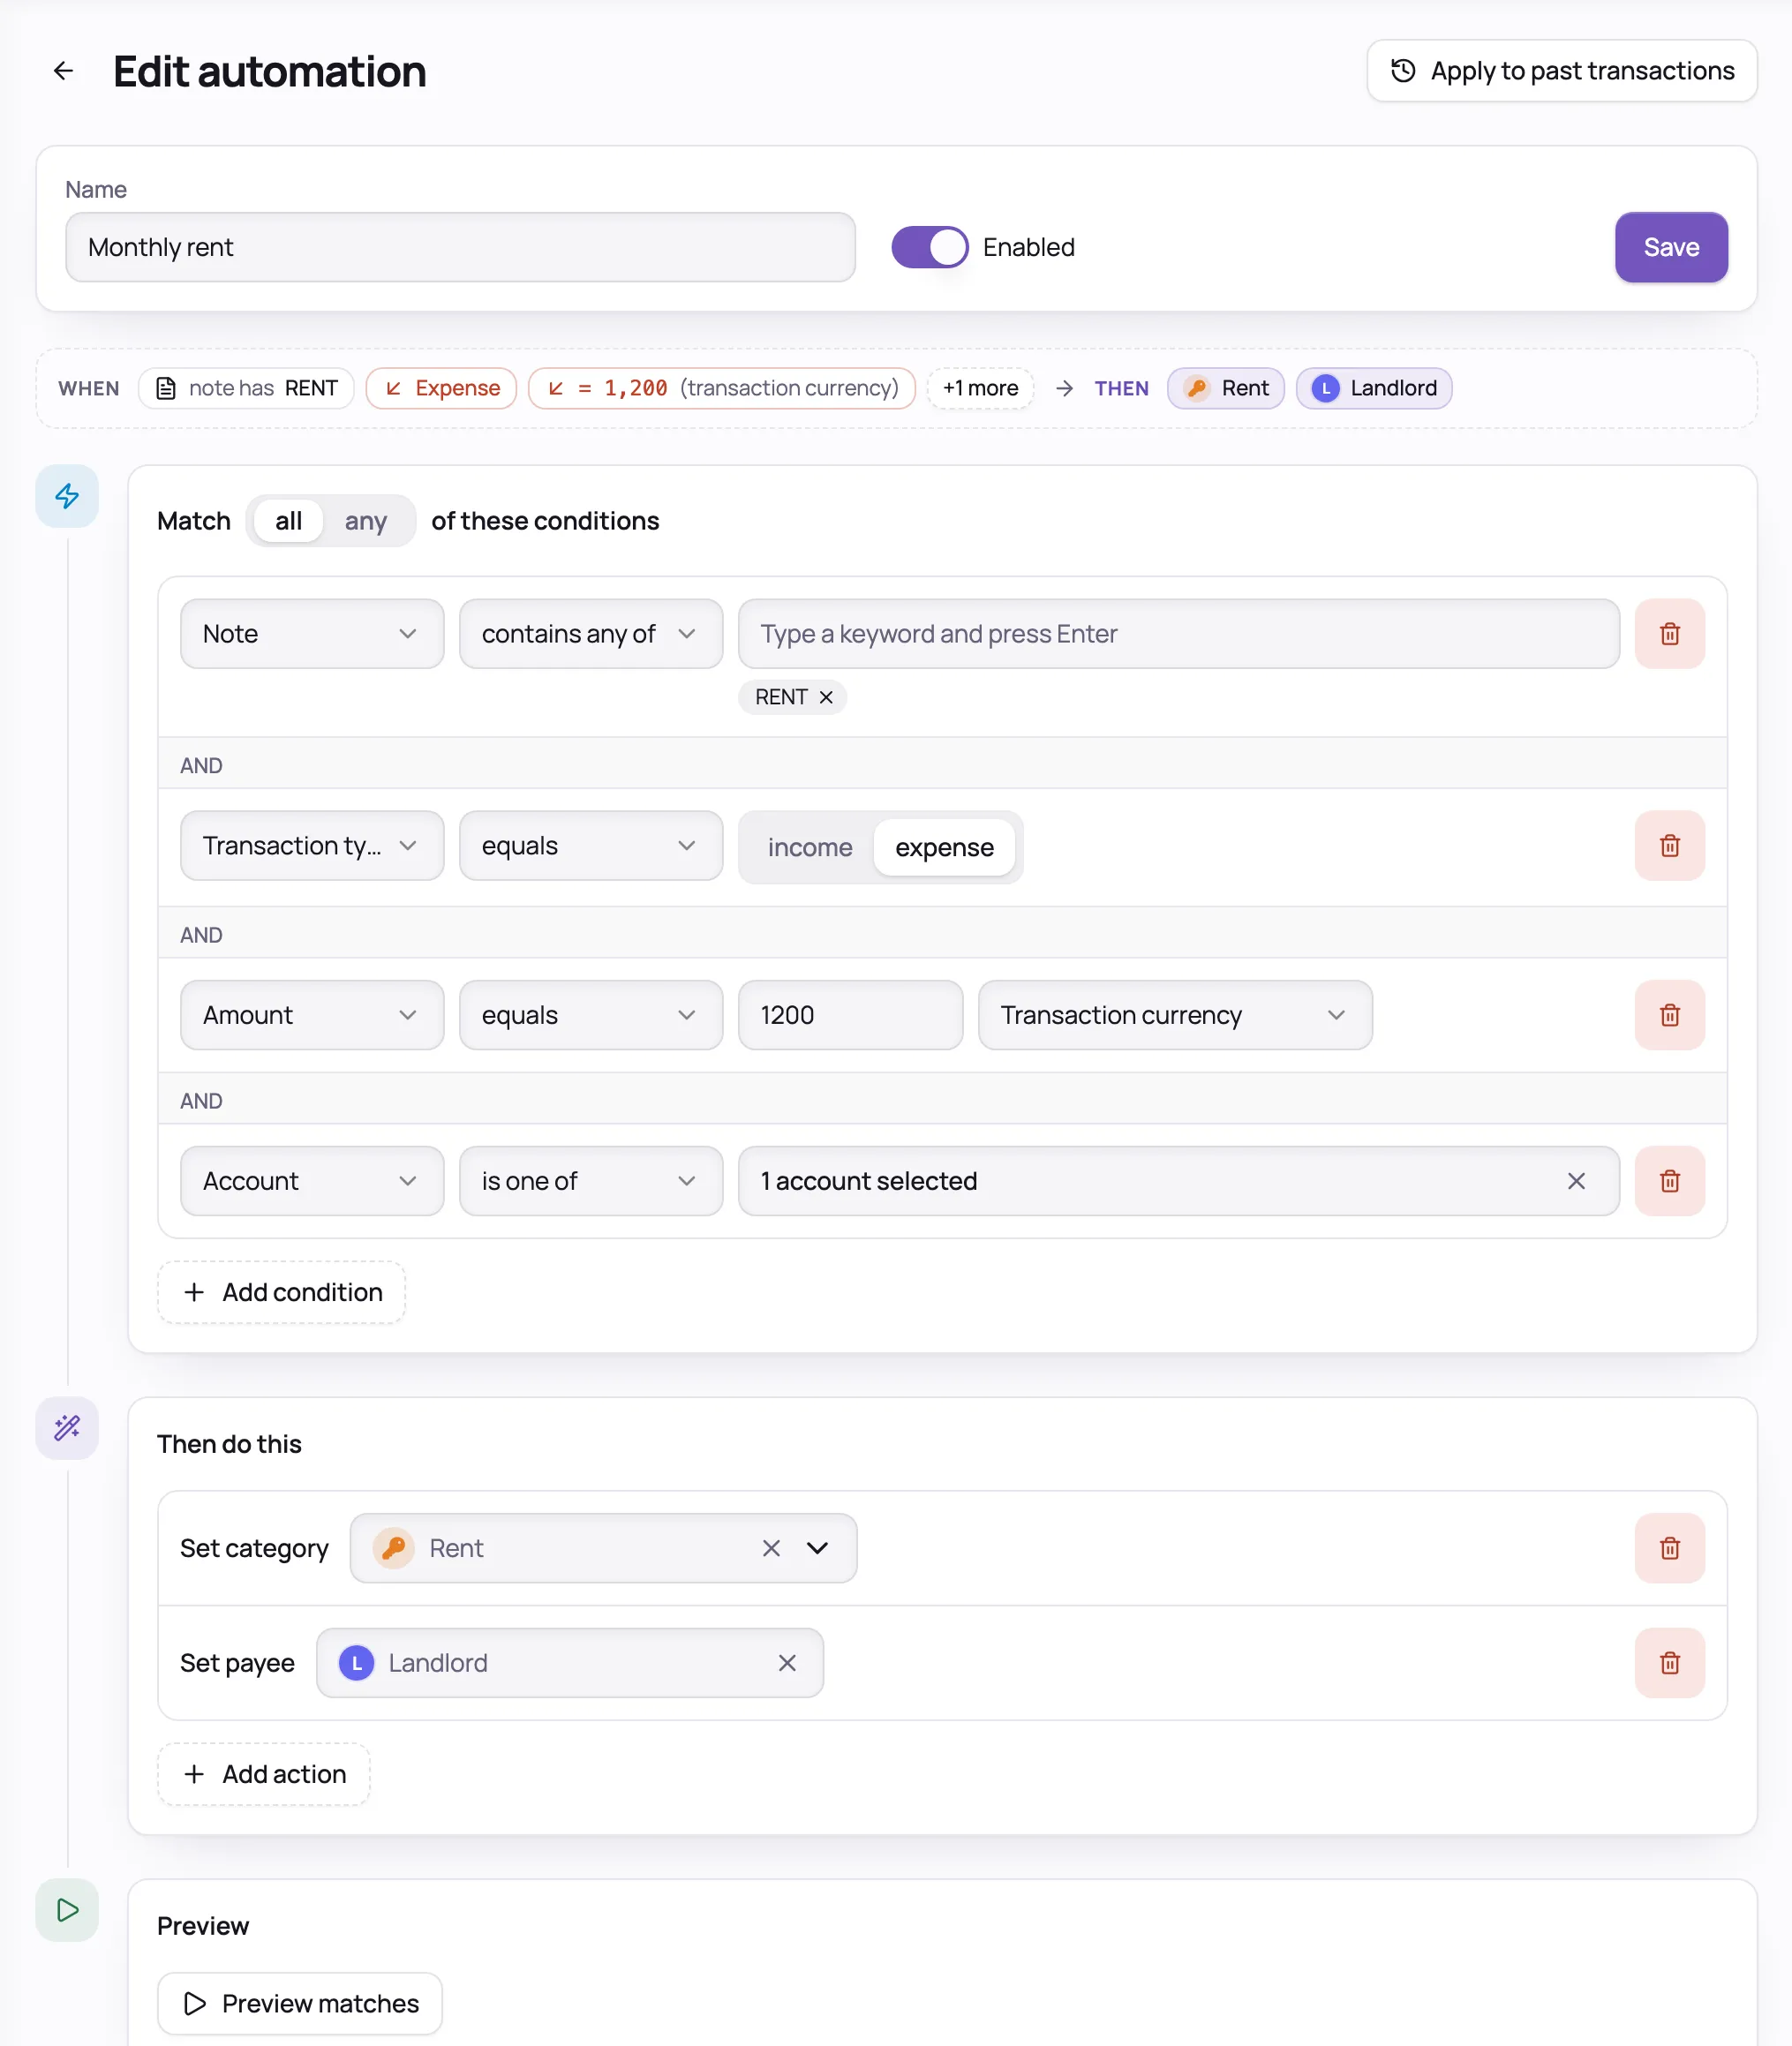 Edit automation
Apply to past transactions
Name
Monthly rent
Enabled
Save
WHEN note has RENT Expense = 1,200 (transaction currency) +1 more THEN Rent L Landlord
Match all any of these conditions
Note contains any of Type a keyword and press Enter
RENT
AND
Transaction ty... equals income expense
AND
Amount equals 1200 Transaction currency
AND
Account is one of 1 account selected
Add condition
Then do this
Set category Rent
Set payee L Landlord
Add action
Preview
Preview matches